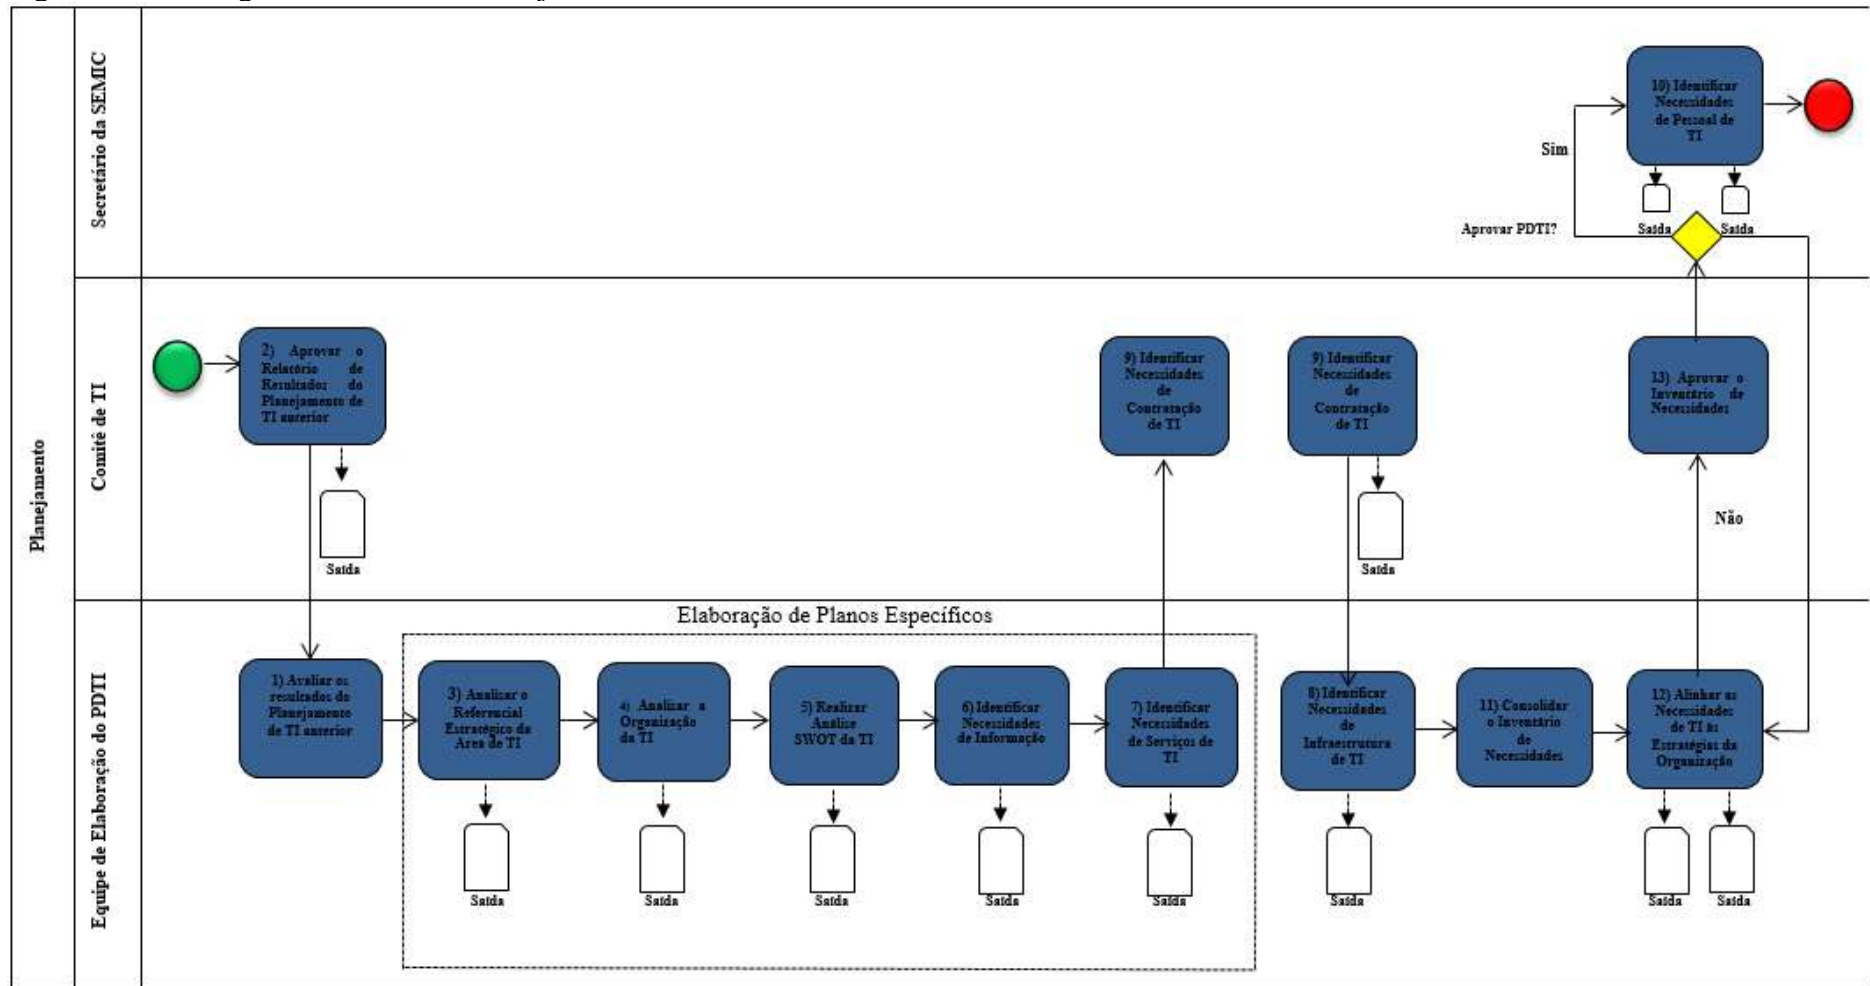 Planejamento
Secretário da SEMIC
10) Identificar
Necessidades
de Pessoal de
TI
Sim
Aprovar PDTI?
Saída
Saída
Comitê de TI
2) Aprovar o
Relatório de
Resultados do
Planejamento de
TI anterior
Saída
9) Identificar
Necessidades
de
Contratação
de TI
9) Identificar
Necessidades
de
Contratação
de TI
Saída
13) Aprovar o
Inventário de
Necessidades
Não
Equipe de Elaboração do PDTI
Elaboração de Planos Específicos
1) Avaliar os
resultados do
Planejamento
de TI anterior
3) Analisar o
Referencial
Estratégico da
Área de TI
Saída
4) Analisar a
Organização
da TI
Saída
5) Realizar
Análise
SWOT da TI
Saída
6) Identificar
Necessidades
de Informação
Saída
7) Identificar
Necessidades
de Serviços de
TI
Saída
8) Identificar
Necessidades
de
Infraestrutura
de TI
Saída
11) Consolidar
o Inventário
de
Necessidades
12) Alinhar as
Necessidades
de TI às
Estratégias da
Organização
Saída
Saída